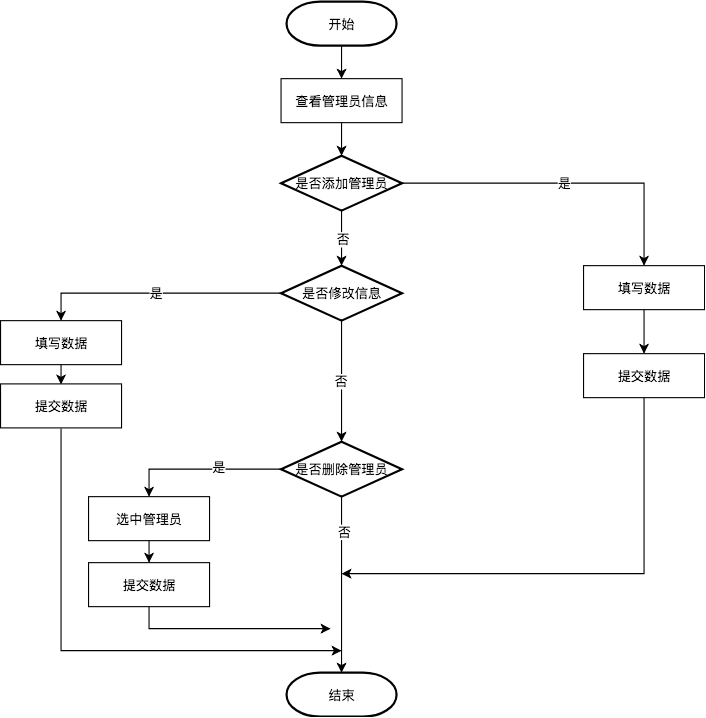 开始
查看管理员信息
是否添加管理员
是
否
填写数据
是否修改信息
是
填写数据
提交数据
否
提交数据
是否删除管理员
是
选中管理员
否
提交数据
结束